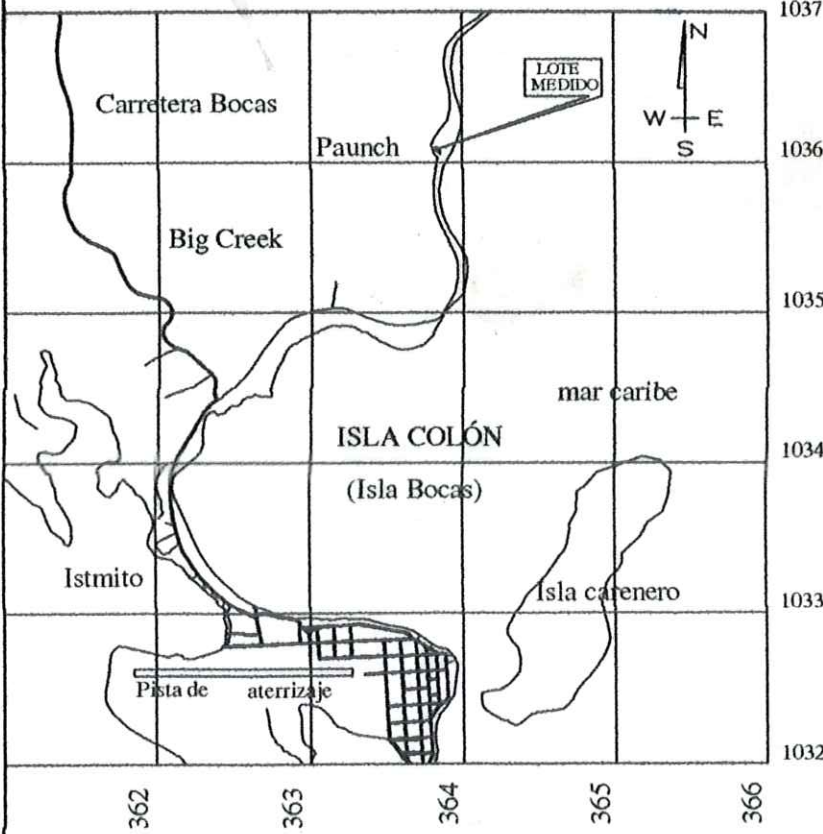 1037
N
LOTE
MEDIDO
Carretera Bocas
W E
Paunch
S
1036
Big Creek
1035
mar caribe
ISLA COLÓN
1034
(Isla Bocas)
Istmito
Isla carenero
1033
Pista de aterrizaje
1032
362
363
364
365
366